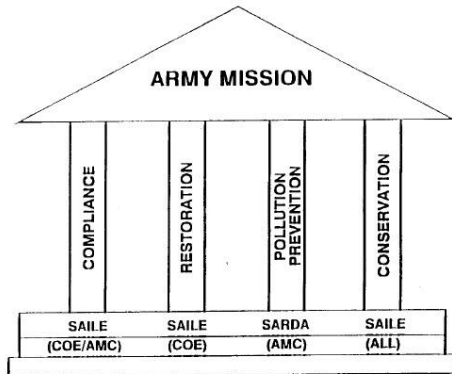 ARMY MISSION
COMPLIANCE
RESTORATION
POLLUTION
PREVENTION
CONSERVATION
SAILE SAILE SARDA SAILE
(COE/AMC) (COE) (AMC) (ALL)